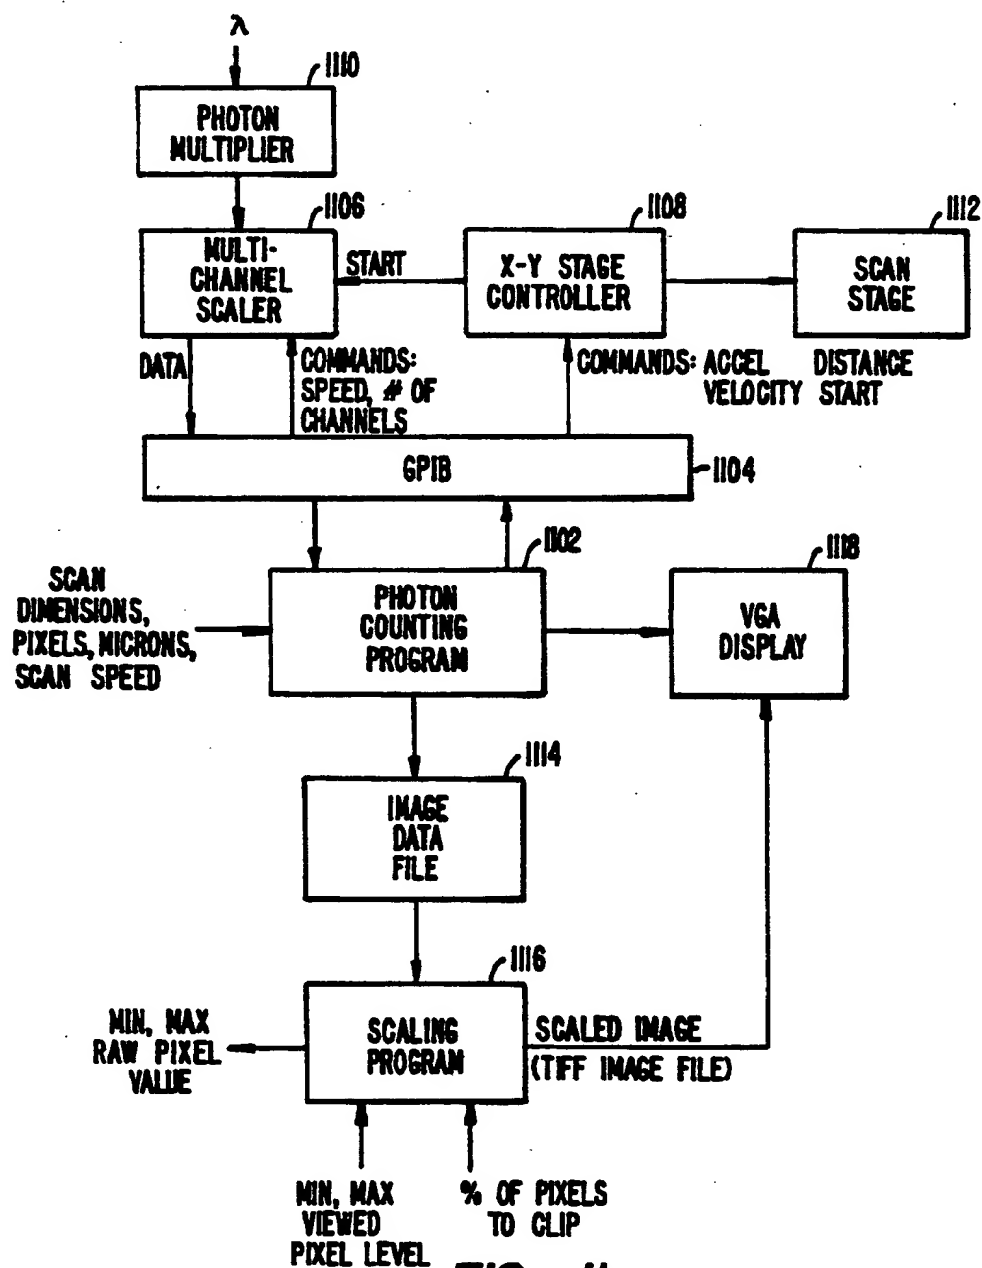 λ
1110
PHOTON
MULTIPLIER
1106
MULTI-
CHANNEL
SCALER
START
1108
X-Y STAGE
CONTROLLER
1112
SCAN
STAGE
DATA
COMMANDS:
SPEED, # OF
CHANNELS
COMMANDS: ACCEL DISTANCE
VELOCITY START
GPIB
1104
1102
SCAN
DIMENSIONS,
PIXELS, MICRONS,
SCAN SPEED
PHOTON
COUNTING
PROGRAM
1118
VGA
DISPLAY
1114
IMAGE
DATA
FILE
1116
SCALING
PROGRAM
MIN, MAX
RAW PIXEL
VALUE
SCALED IMAGE
(TIFF IMAGE FILE)
MIN, MAX
VIEWED
PIXEL LEVEL
% OF PIXELS
TO CLIP